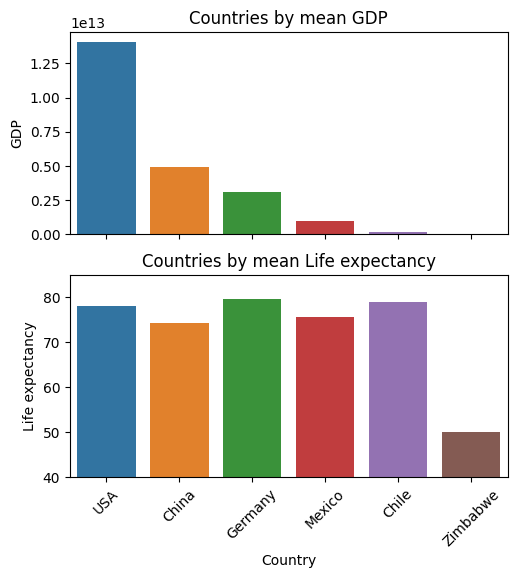 Countries by mean GDP
1e13
1.25
1.00
0.75
0.50
0.25
0.00
GDP
Countries by mean Life expectancy
80
70
60
50
40
Life expectancy
USA
China
Germany
Mexico
Chile
Zimbabwe
Country